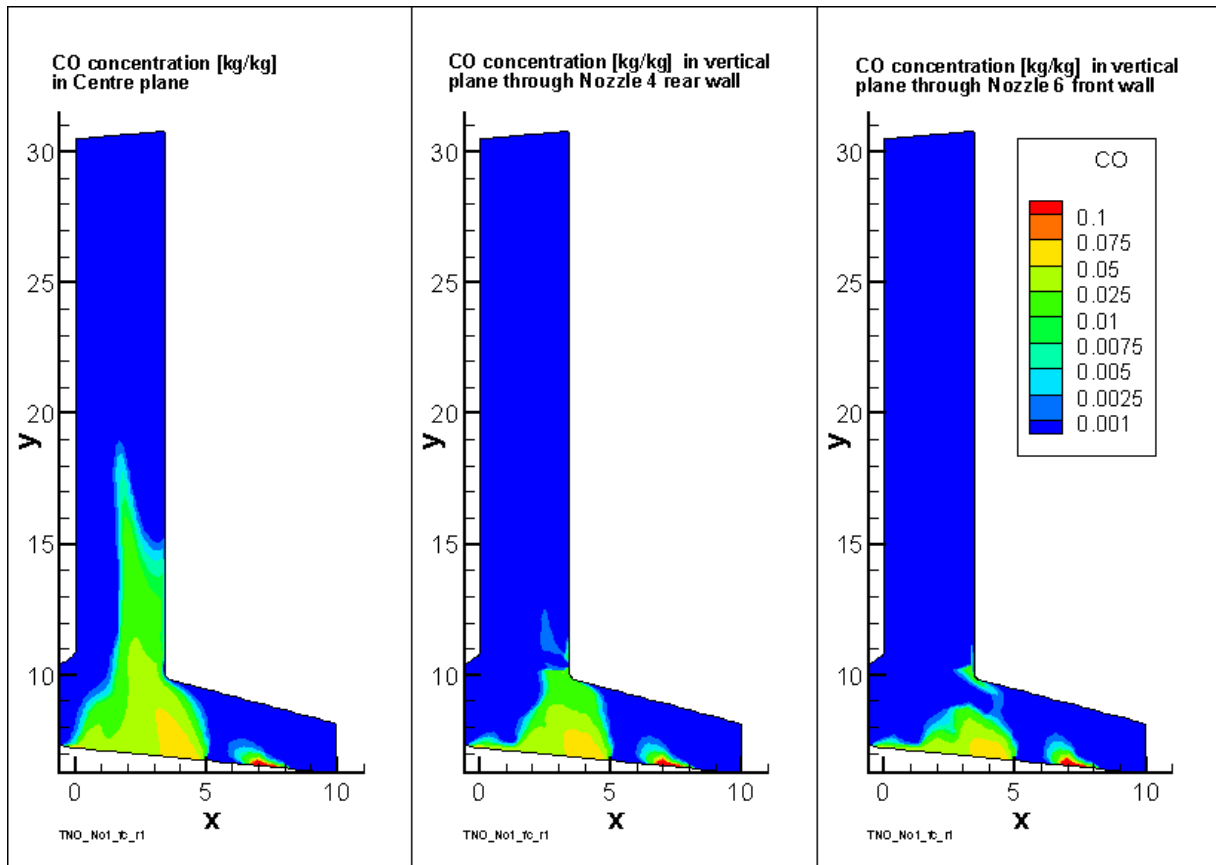 CO concentration [kg/kg]
in Centre plane
30
25
20
15
10
y
0
5
10
x
TNO_No1_fc_r1
CO concentration [kg/kg] in vertical
plane through Nozzle 4 rear wall
30
25
20
15
10
y
0
5
10
x
TNO_No1_fc_r1
CO concentration [kg/kg] in vertical
plane through Nozzle 6 front wall
30
25
20
15
10
y
0
5
10
x
TNO_No1_fc_r1
CO
0.1
0.075
0.05
0.025
0.01
0.0075
0.005
0.0025
0.001